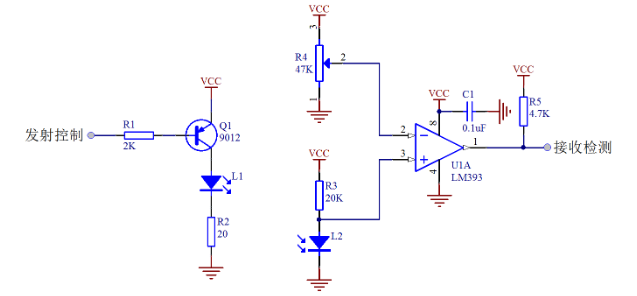 VCC
3
R4
47K
2
1
VCC
发射控制
R1
2K
Q1
9012
L1
R2
20
VCC
R3
20K
L2
VCC
8
C1
0.1uF
VCC
R5
4.7K
2
3
1
接收检测
4
U1A
LM393